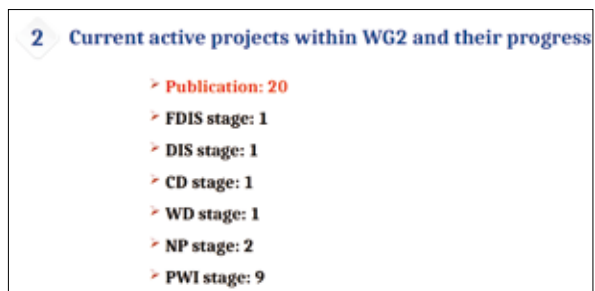 2 Current active projects within WG2 and their progress
Publication: 20
FDIS stage: 1
DIS stage: 1
CD stage: 1
WD stage: 1
NP stage: 2
PWI stage: 9